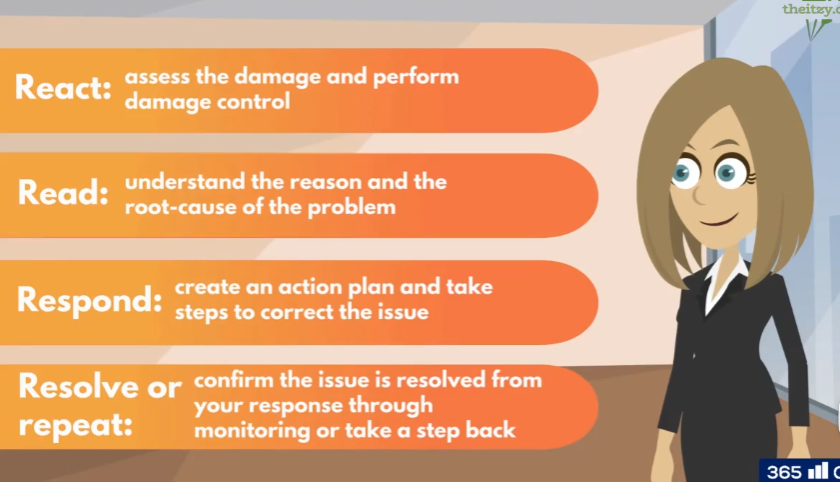 theitzy.c
React: assess the damage and perform
damage control
Read: understand the reason and the
root-cause of the problem
Respond: create an action plan and take
steps to correct the issue
Resolve or
repeat:
confirm the issue is resolved from
your response through
monitoring or take a step back
365